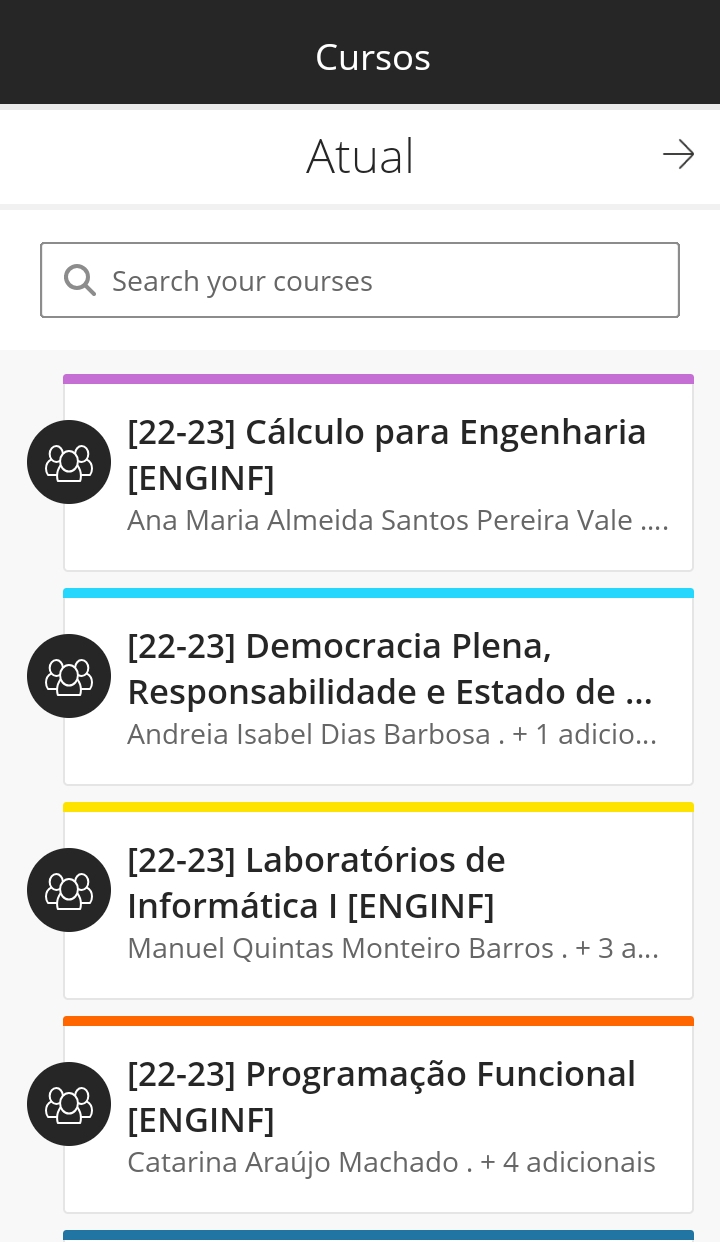 Cursos
Atual
Search your courses
[22-23] Cálculo para Engenharia
[ENGINF]
Ana Maria Almeida Santos Pereira Vale ....
[22-23] Democracia Plena,
Responsabilidade e Estado de ...
Andreia Isabel Dias Barbosa . + 1 adicio...
[22-23] Laboratórios de
Informática I [ENGINF]
Manuel Quintas Monteiro Barros . + 3 a...
[22-23] Programação Funcional
[ENGINF]
Catarina Araújo Machado . + 4 adicionais